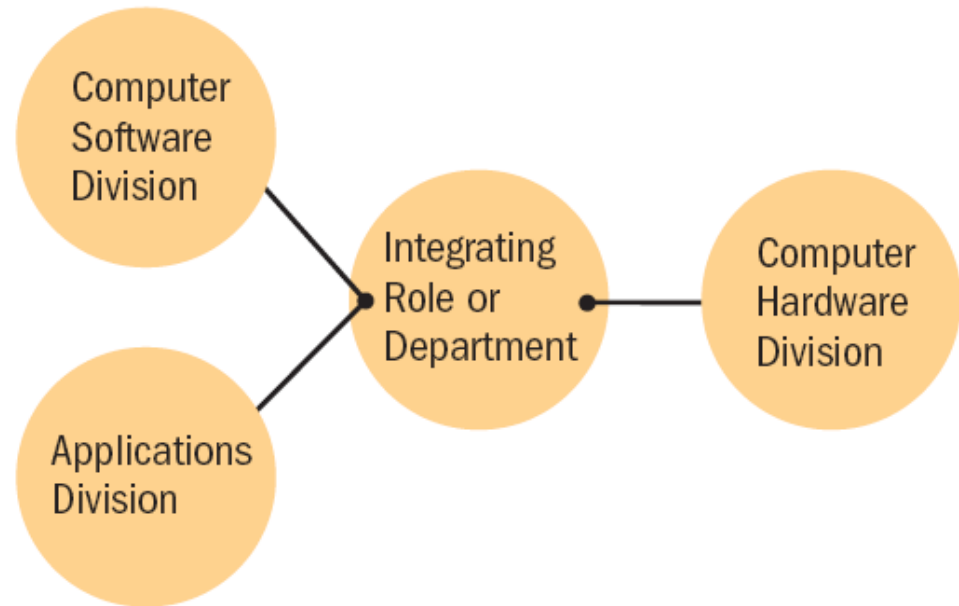 Computer
Software
Division
Integrating
Role or
Department
Computer
Hardware
Division
Applications
Division